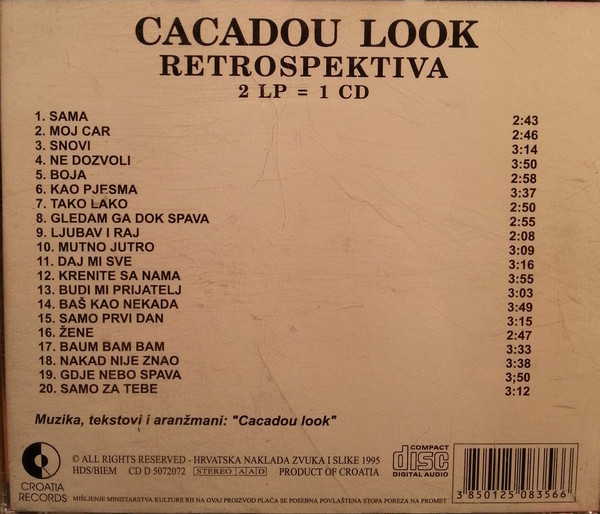 CACADOU LOOK
RETROSPEKTIVA
2 LP = 1 CD
1. SAMA 2:43
2. MOJ CAR 2:46
3. SNOVI 3:14
4. NE DOZVOLI 3:50
5. BOJA 2:58
6. KAO PJESMA 3:37
7. TAKO LAKO 2:50
8. GLEDAM GA DOK SPAVA 2:55
9. LJUBAV I RAJ 2:08
10. MUTNO JUTRO 3:09
11. DAJ MI SVE 3:16
12. KRENITE SA NAMA 3:55
13. BUDI MI PRIJATELJ 3:03
14. BAŠ KAO NEKADA 3:49
15. SAMO PRVI DAN 3:15
16. ŽENE 2:47
17. BAUM BAM BAM 3:33
18. NAKAD NIJE ZNAO 3:38
19. GDJE NEBO SPAVA 3;50
20. SAMO ZA TEBE 3:12
Muzika, tekstovi i aranžmani: "Cacadou look"
CROATIA RECORDS
© ALL RIGHTS RESERVED - HRVATSKA NAKLADA ZVUKA I SLIKE 1995
HDS/BIEM CD D 5072072 STEREO AAD PRODUCT OF CROATIA
COMPACT disc DIGITAL AUDIO
MIŠLJENJE MINISTARSTVA KULTURE RH NA OVAJ PROIZVOD PLAĆA SE POSEBNA POVLAŠTENA STOPA POREZA NA PROMET
3 850125 083566